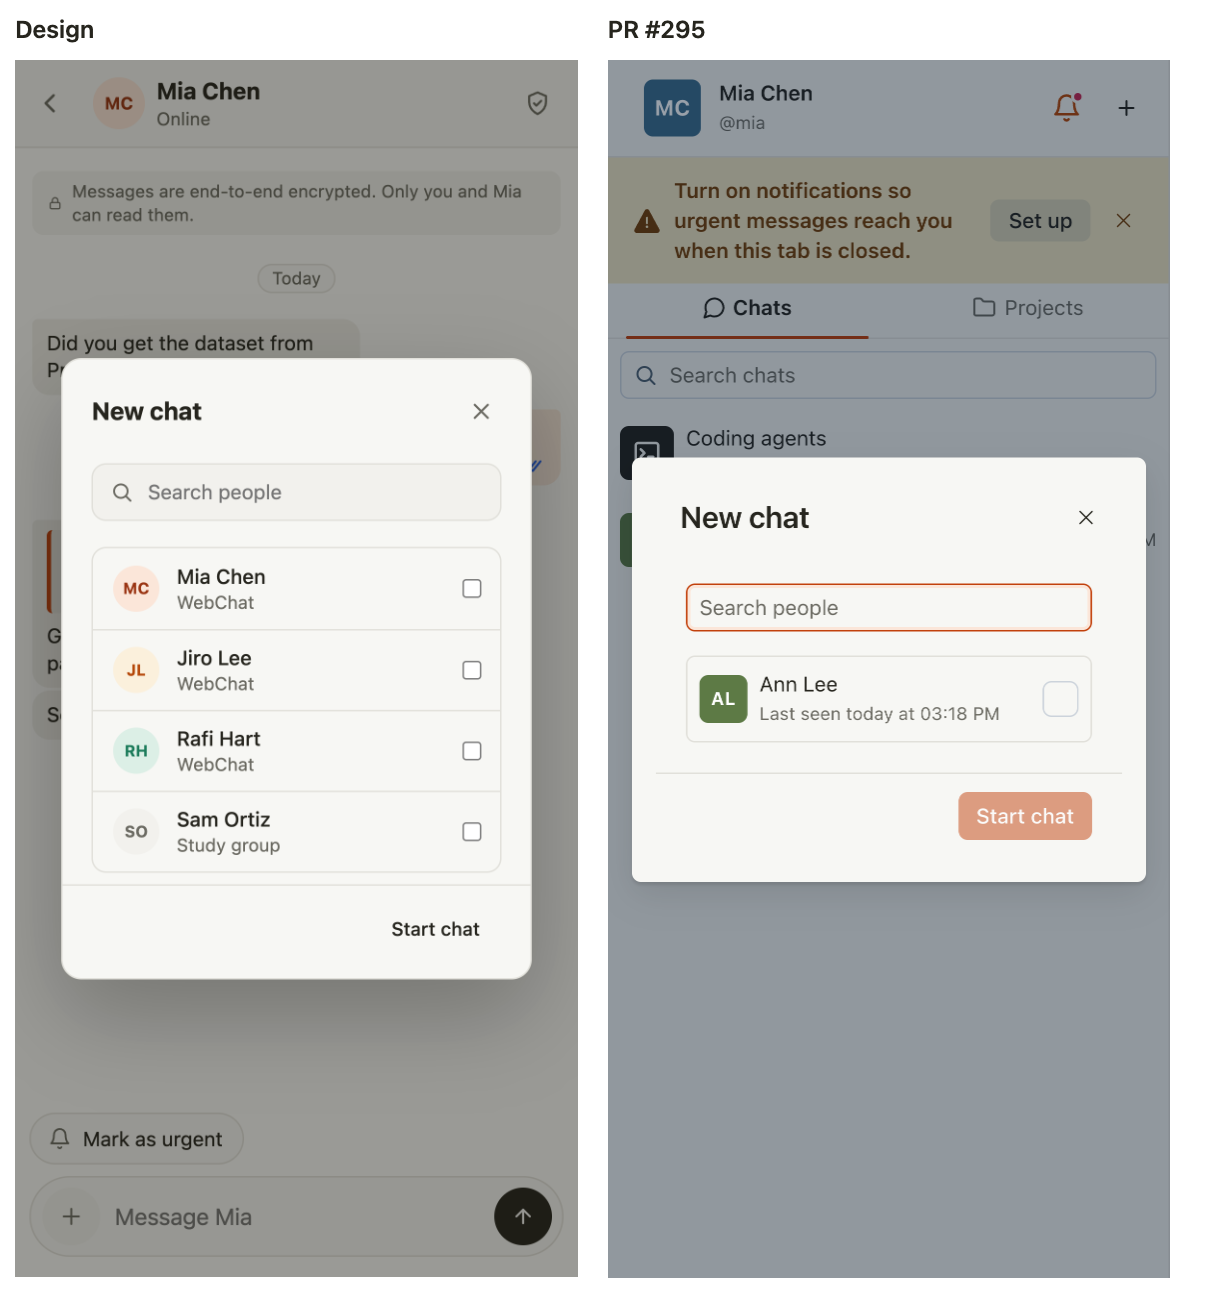 Design
MC
Mia Chen
Online
Messages are end-to-end encrypted. Only you and Mia
can read them.
Today
Did you get the dataset from
New chat
Search people
MC
Mia Chen
WebChat
JL
Jiro Lee
WebChat
RH
Rafi Hart
WebChat
SO
Sam Ortiz
Study group
Start chat
Mark as urgent
Message Mia
PR #295
MC
Mia Chen
@mia
Turn on notifications so
urgent messages reach you
when this tab is closed.
Set up
Chats
Projects
Search chats
Coding agents
New chat
Search people
AL
Ann Lee
Last seen today at 03:18 PM
Start chat